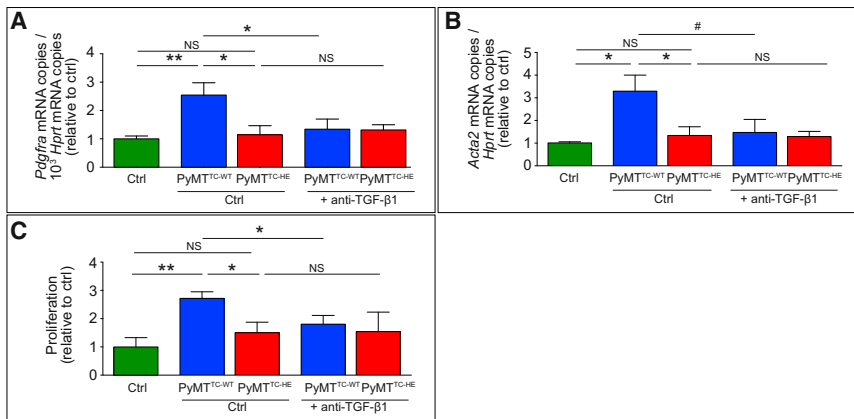 A
Pdgfra mRNA copies /
10³ Hprt mRNA copies
(relative to ctrl)
4
3
2
1
0
*
NS
** * NS
Ctrl PyMTᵀᶜ⁻ᵂᵀ PyMTᵀᶜ⁻ᴴᴱ PyMTᵀᶜ⁻ᵂᵀ PyMTᵀᶜ⁻ᴴᴱ
Ctrl + anti-TGF-β1
B
Acta2 mRNA copies /
Hprt mRNA copies
(relative to ctrl)
5
4
3
2
1
0
#
NS
* * NS
Ctrl PyMTᵀᶜ⁻ᵂᵀ PyMTᵀᶜ⁻ᴴᴱ PyMTᵀᶜ⁻ᵂᵀ PyMTᵀᶜ⁻ᴴᴱ
Ctrl + anti-TGF-β1
C
Proliferation
(relative to ctrl)
4
3
2
1
0
*
NS
** * NS
Ctrl PyMTᵀᶜ⁻ᵂᵀ PyMTᵀᶜ⁻ᴴᴱ PyMTᵀᶜ⁻ᵂᵀ PyMTᵀᶜ⁻ᴴᴱ
Ctrl + anti-TGF-β1